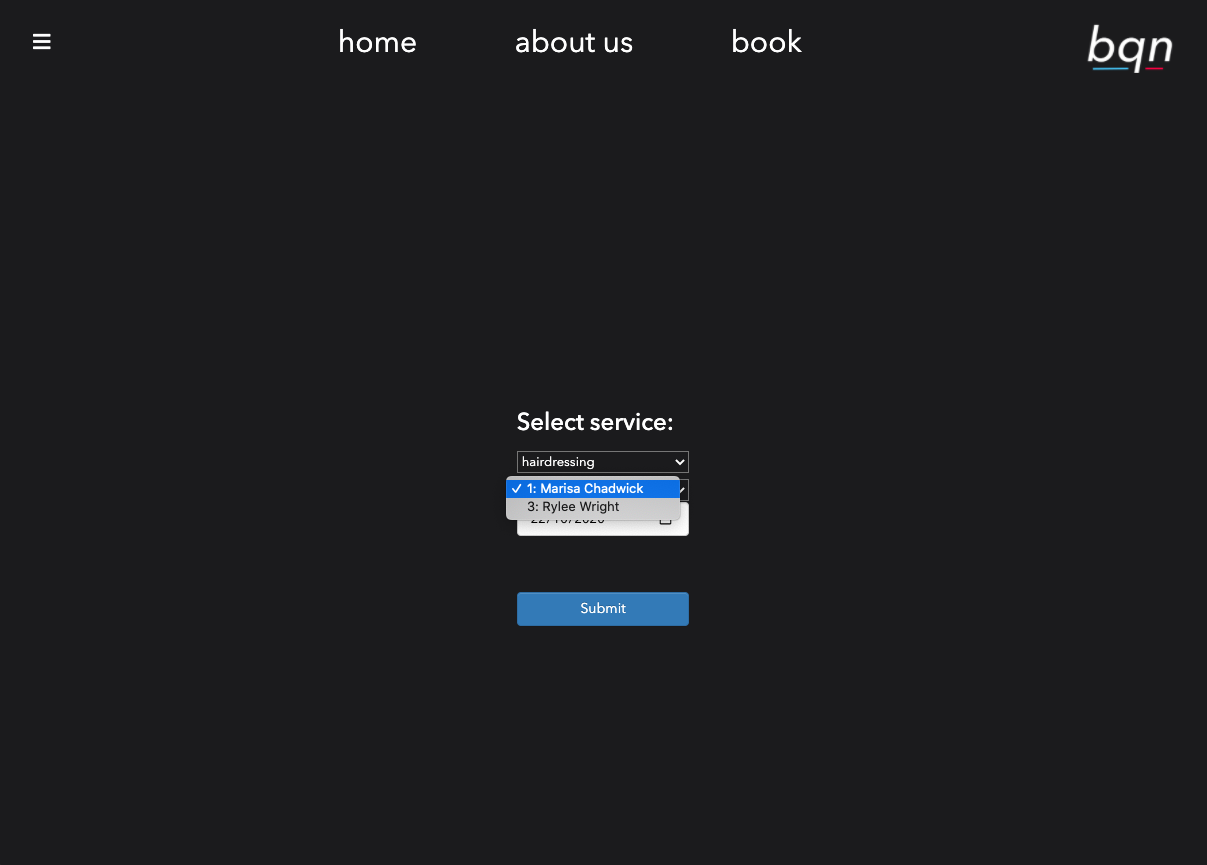 home about us book bqn
Select service:
hairdressing
✓ 1: Marisa Chadwick
3: Rylee Wright
Submit